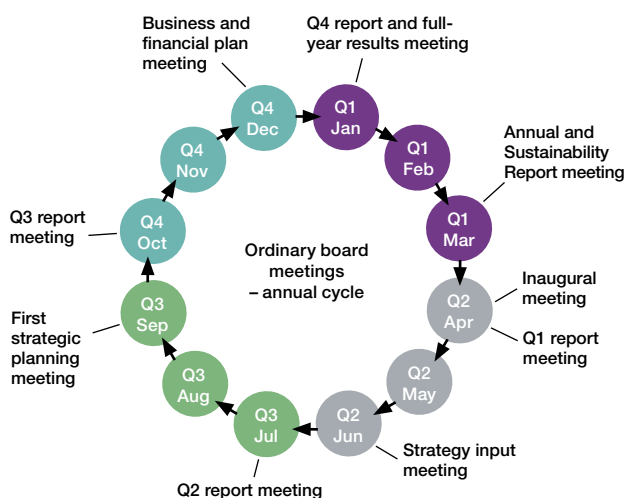 Business and
financial plan
meeting
Q4 report and full-
year results meeting
Q4
Dec
Q1
Jan
Q4
Nov
Q1
Feb
Annual and
Sustainability
Report meeting
Q3 report
meeting
Q4
Oct
Q1
Mar
Ordinary board
meetings
– annual cycle
First
strategic
planning
meeting
Q3
Sep
Q2
Apr
Inaugural
meeting
Q1 report
meeting
Q3
Aug
Q2
May
Q3
Jul
Q2
Jun
Strategy input
meeting
Q2 report meeting